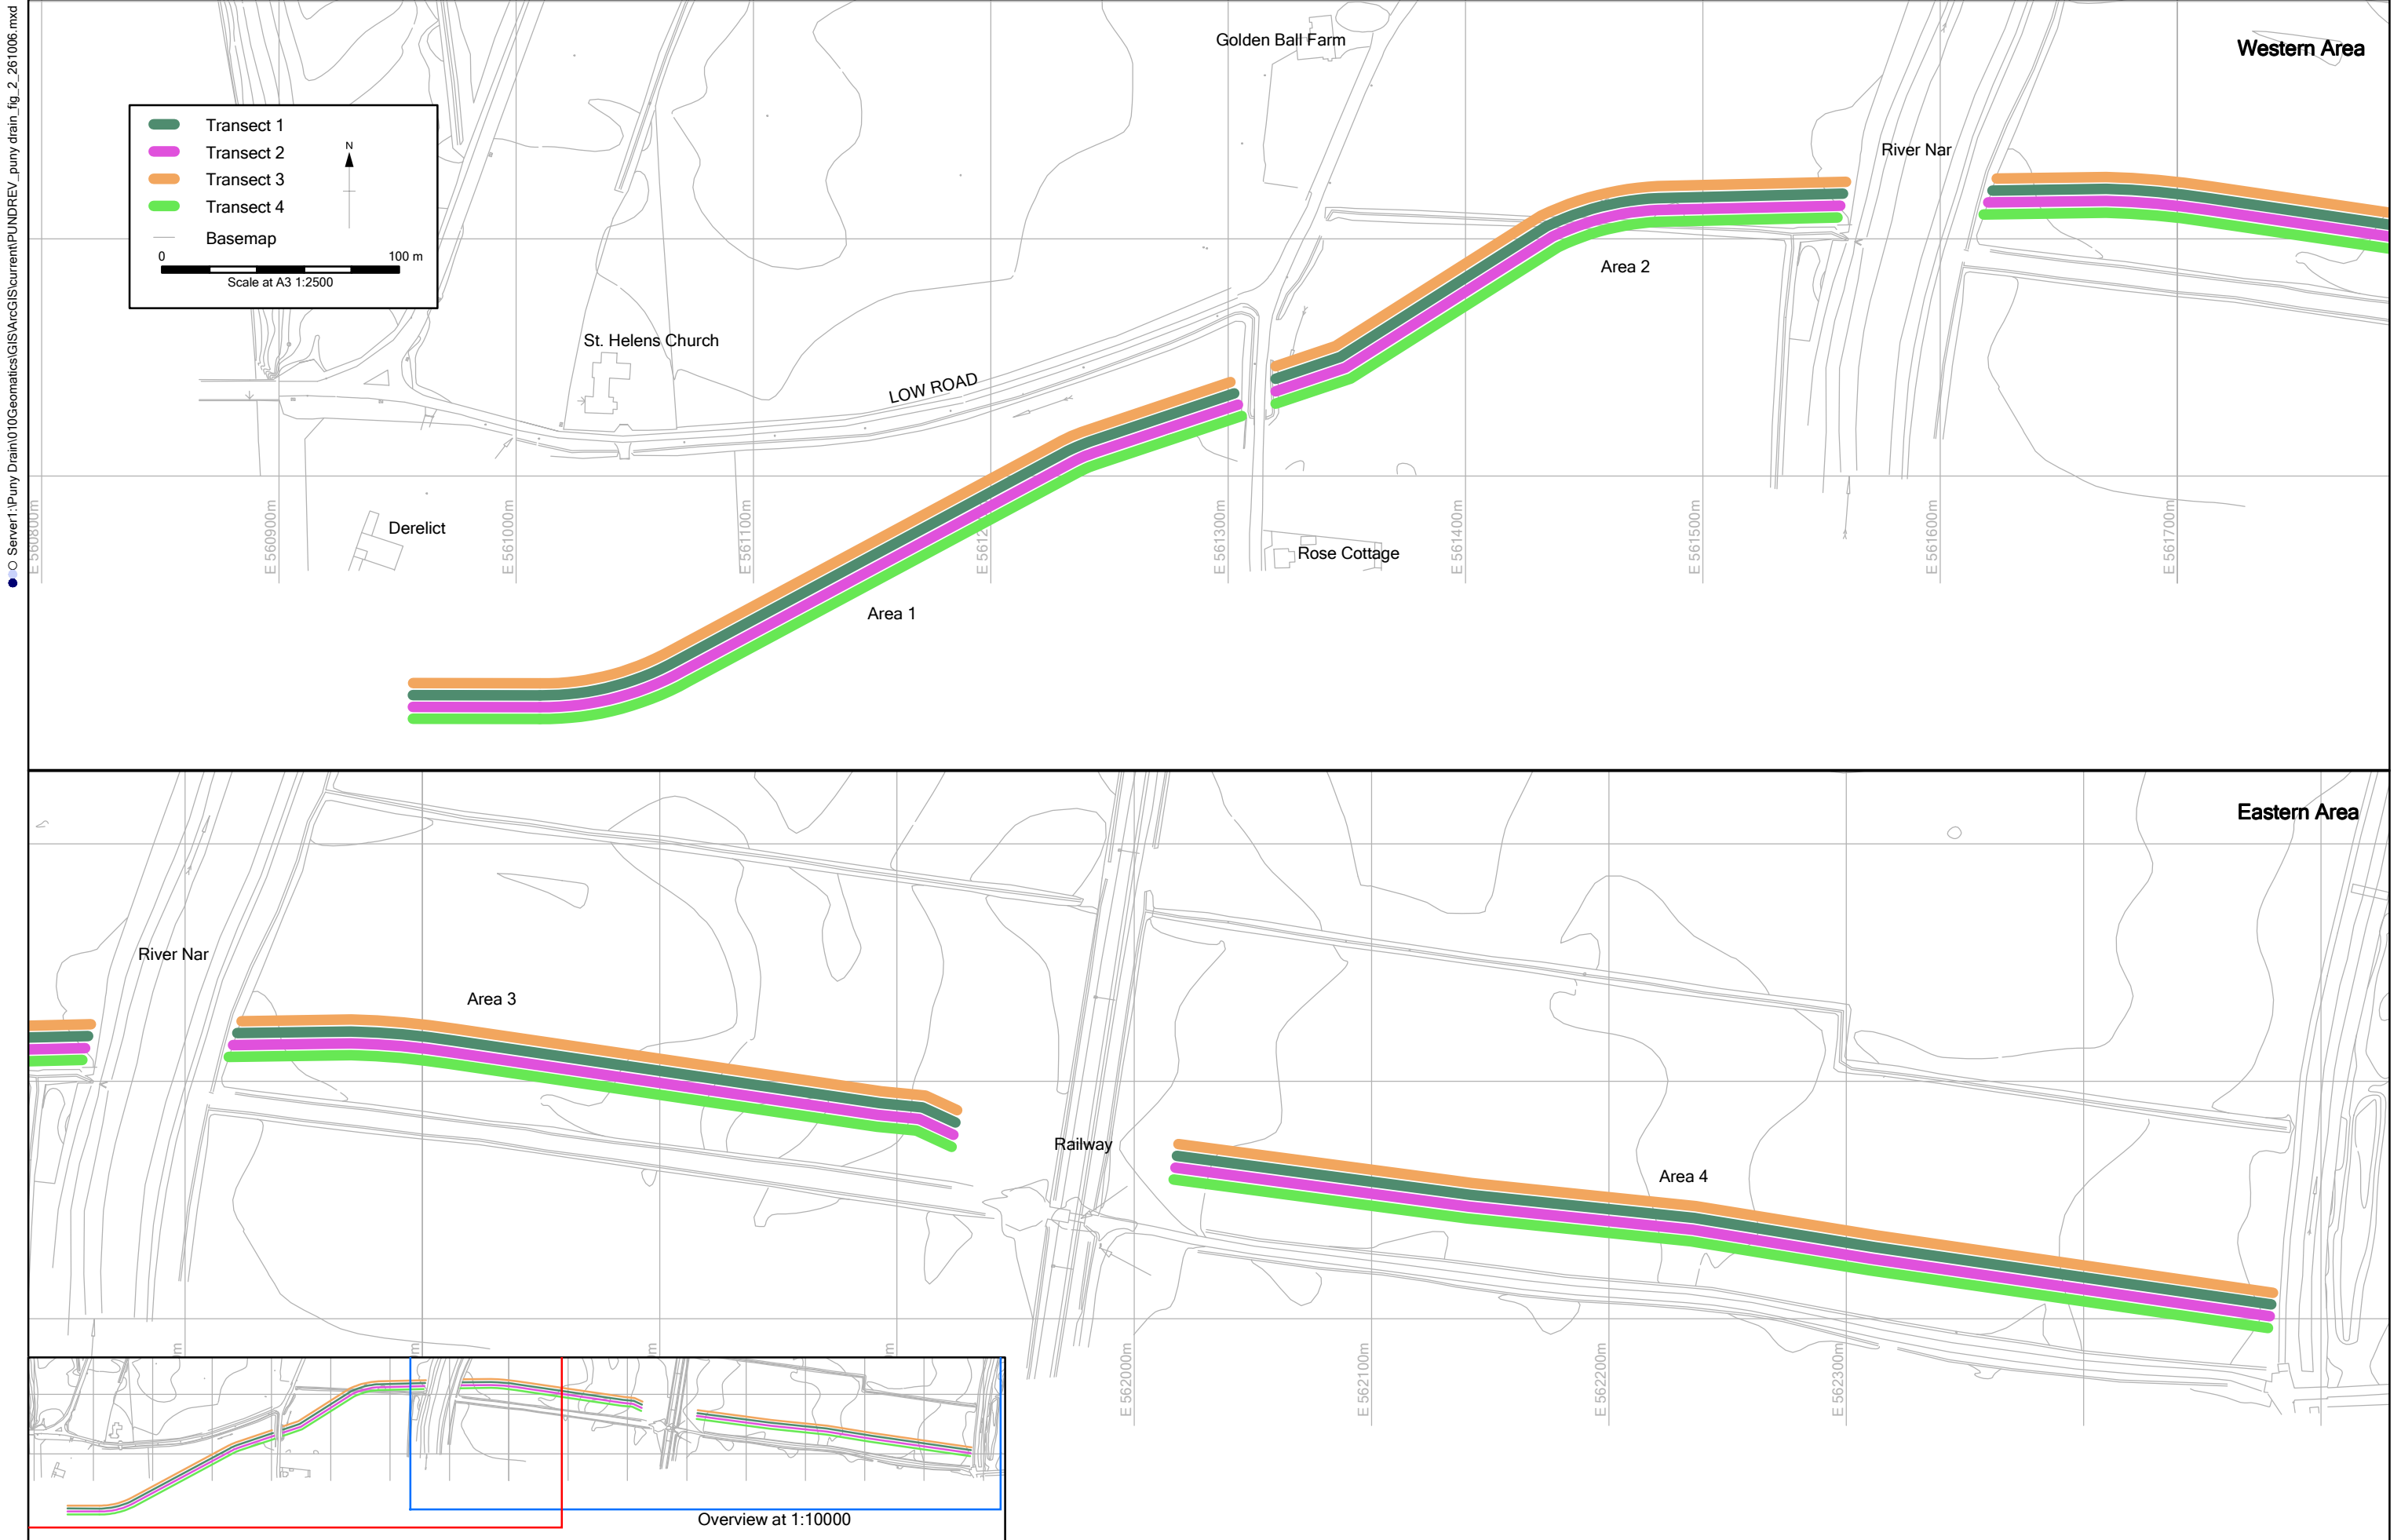 Server1:\Puny Drain\010Geomatics\GIS\ArcGIS\current\PUNDREV_puny drain_fig_2_261006.mxd
Western Area
Golden Ball Farm
Transect 1
Transect 2
Transect 3
Transect 4
Basemap
N
0 100 m
Scale at A3 1:2500
River Nar
Area 2
St. Helens Church
LOW ROAD
Derelict
Rose Cottage
Area 1
E 560800m
E 560900m
E 561000m
E 561100m
E 561300m
E 561400m
E 561500m
E 561600m
E 561700m
Eastern Area
River Nar
Area 3
Railway
Area 4
m
m
m
m
E 562000m
E 562100m
E 562200m
E 562300m
Overview at 1:10000